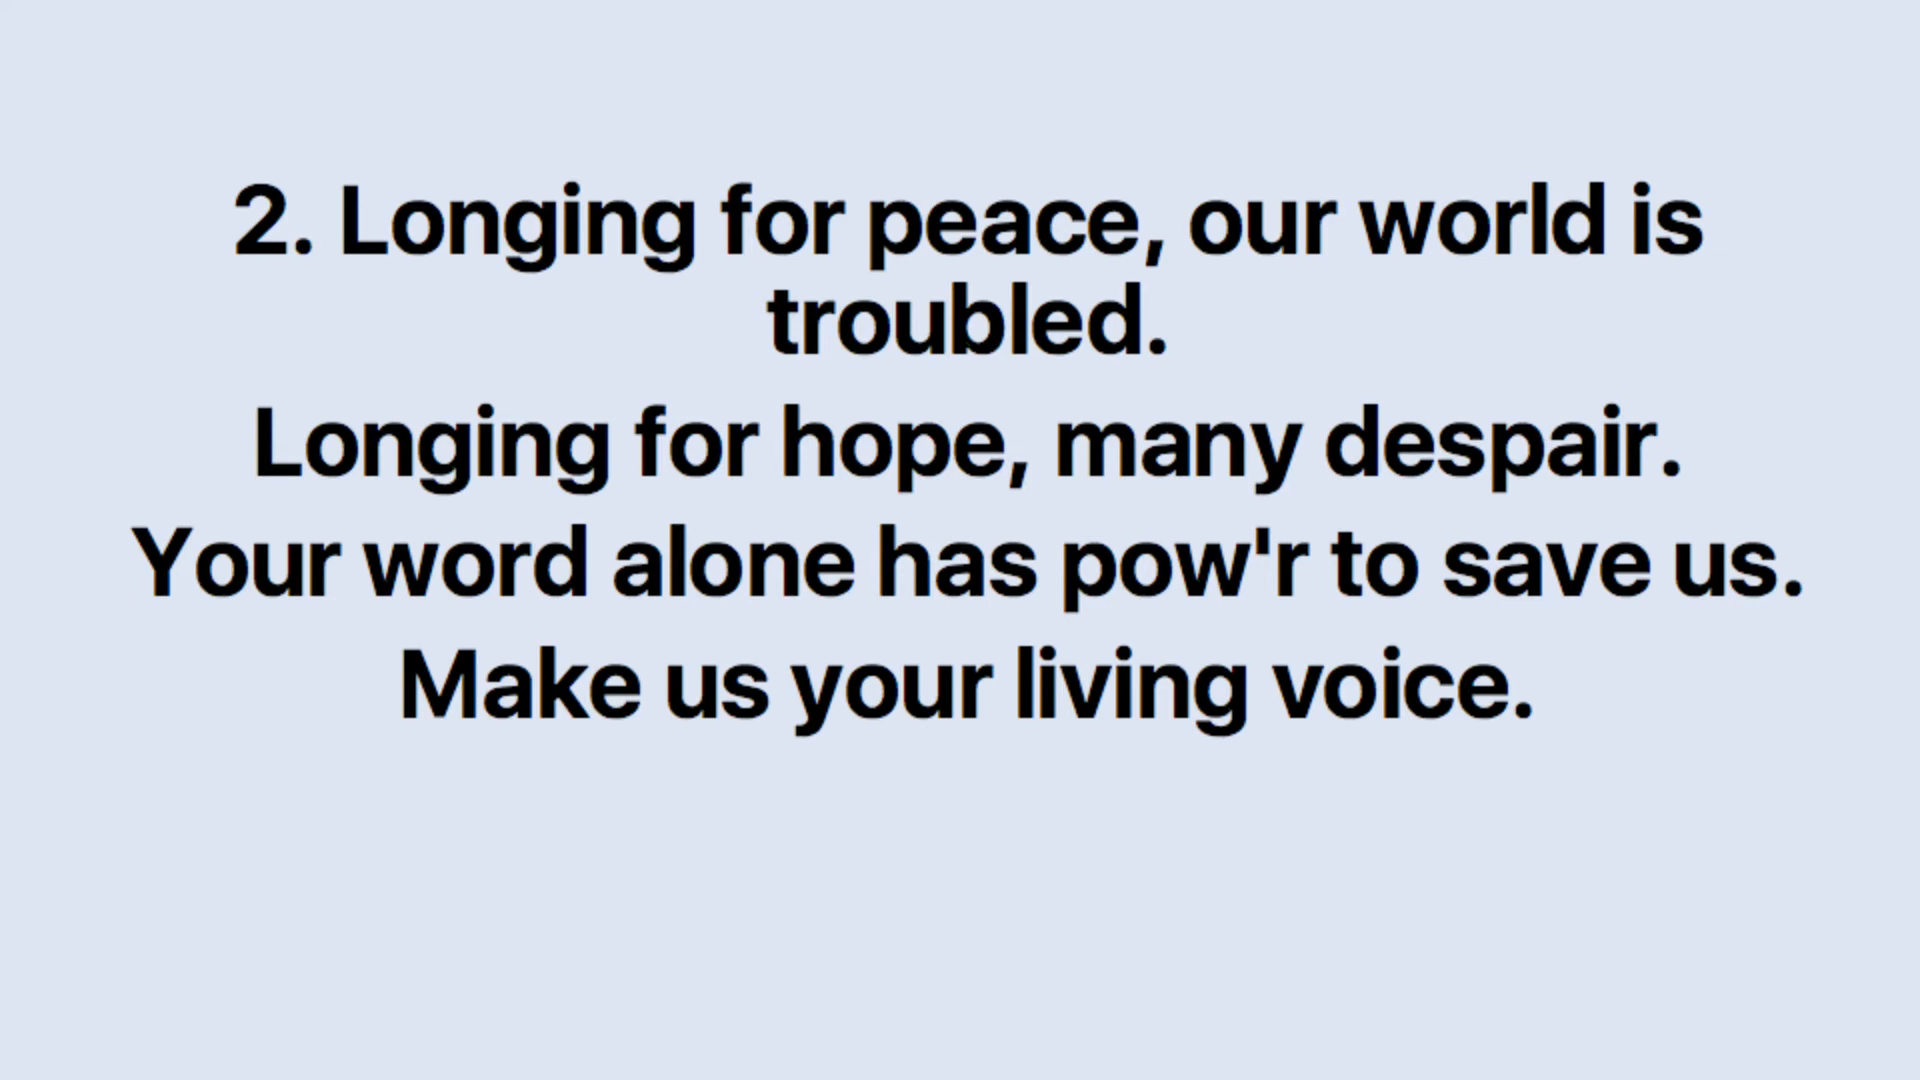 2. Longing for peace, our world is
troubled.
Longing for hope, many despair.
Your word alone has pow'r to save us.
Make us your living voice.